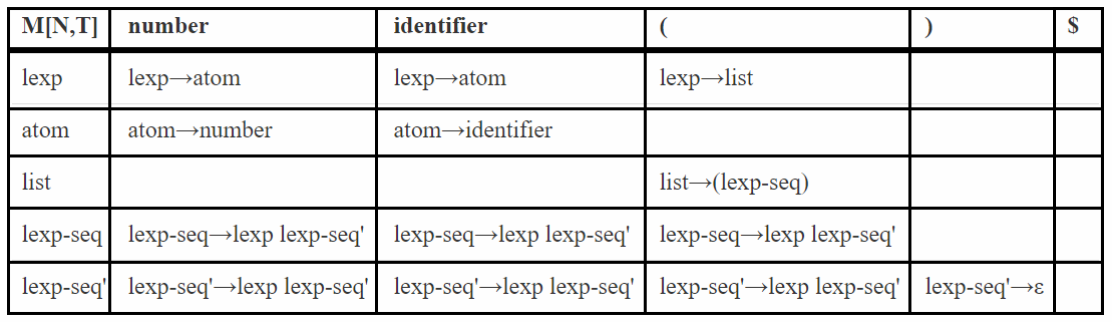 M[N,T] number identifier ( ) $
lexp lexp→atom lexp→atom lexp→list
atom atom→number atom→identifier
list list→(lexp-seq)
lexp-seq lexp-seq→lexp lexp-seq' lexp-seq→lexp lexp-seq' lexp-seq→lexp lexp-seq'
lexp-seq' lexp-seq'→lexp lexp-seq' lexp-seq'→lexp lexp-seq' lexp-seq'→lexp lexp-seq' lexp-seq'→ε